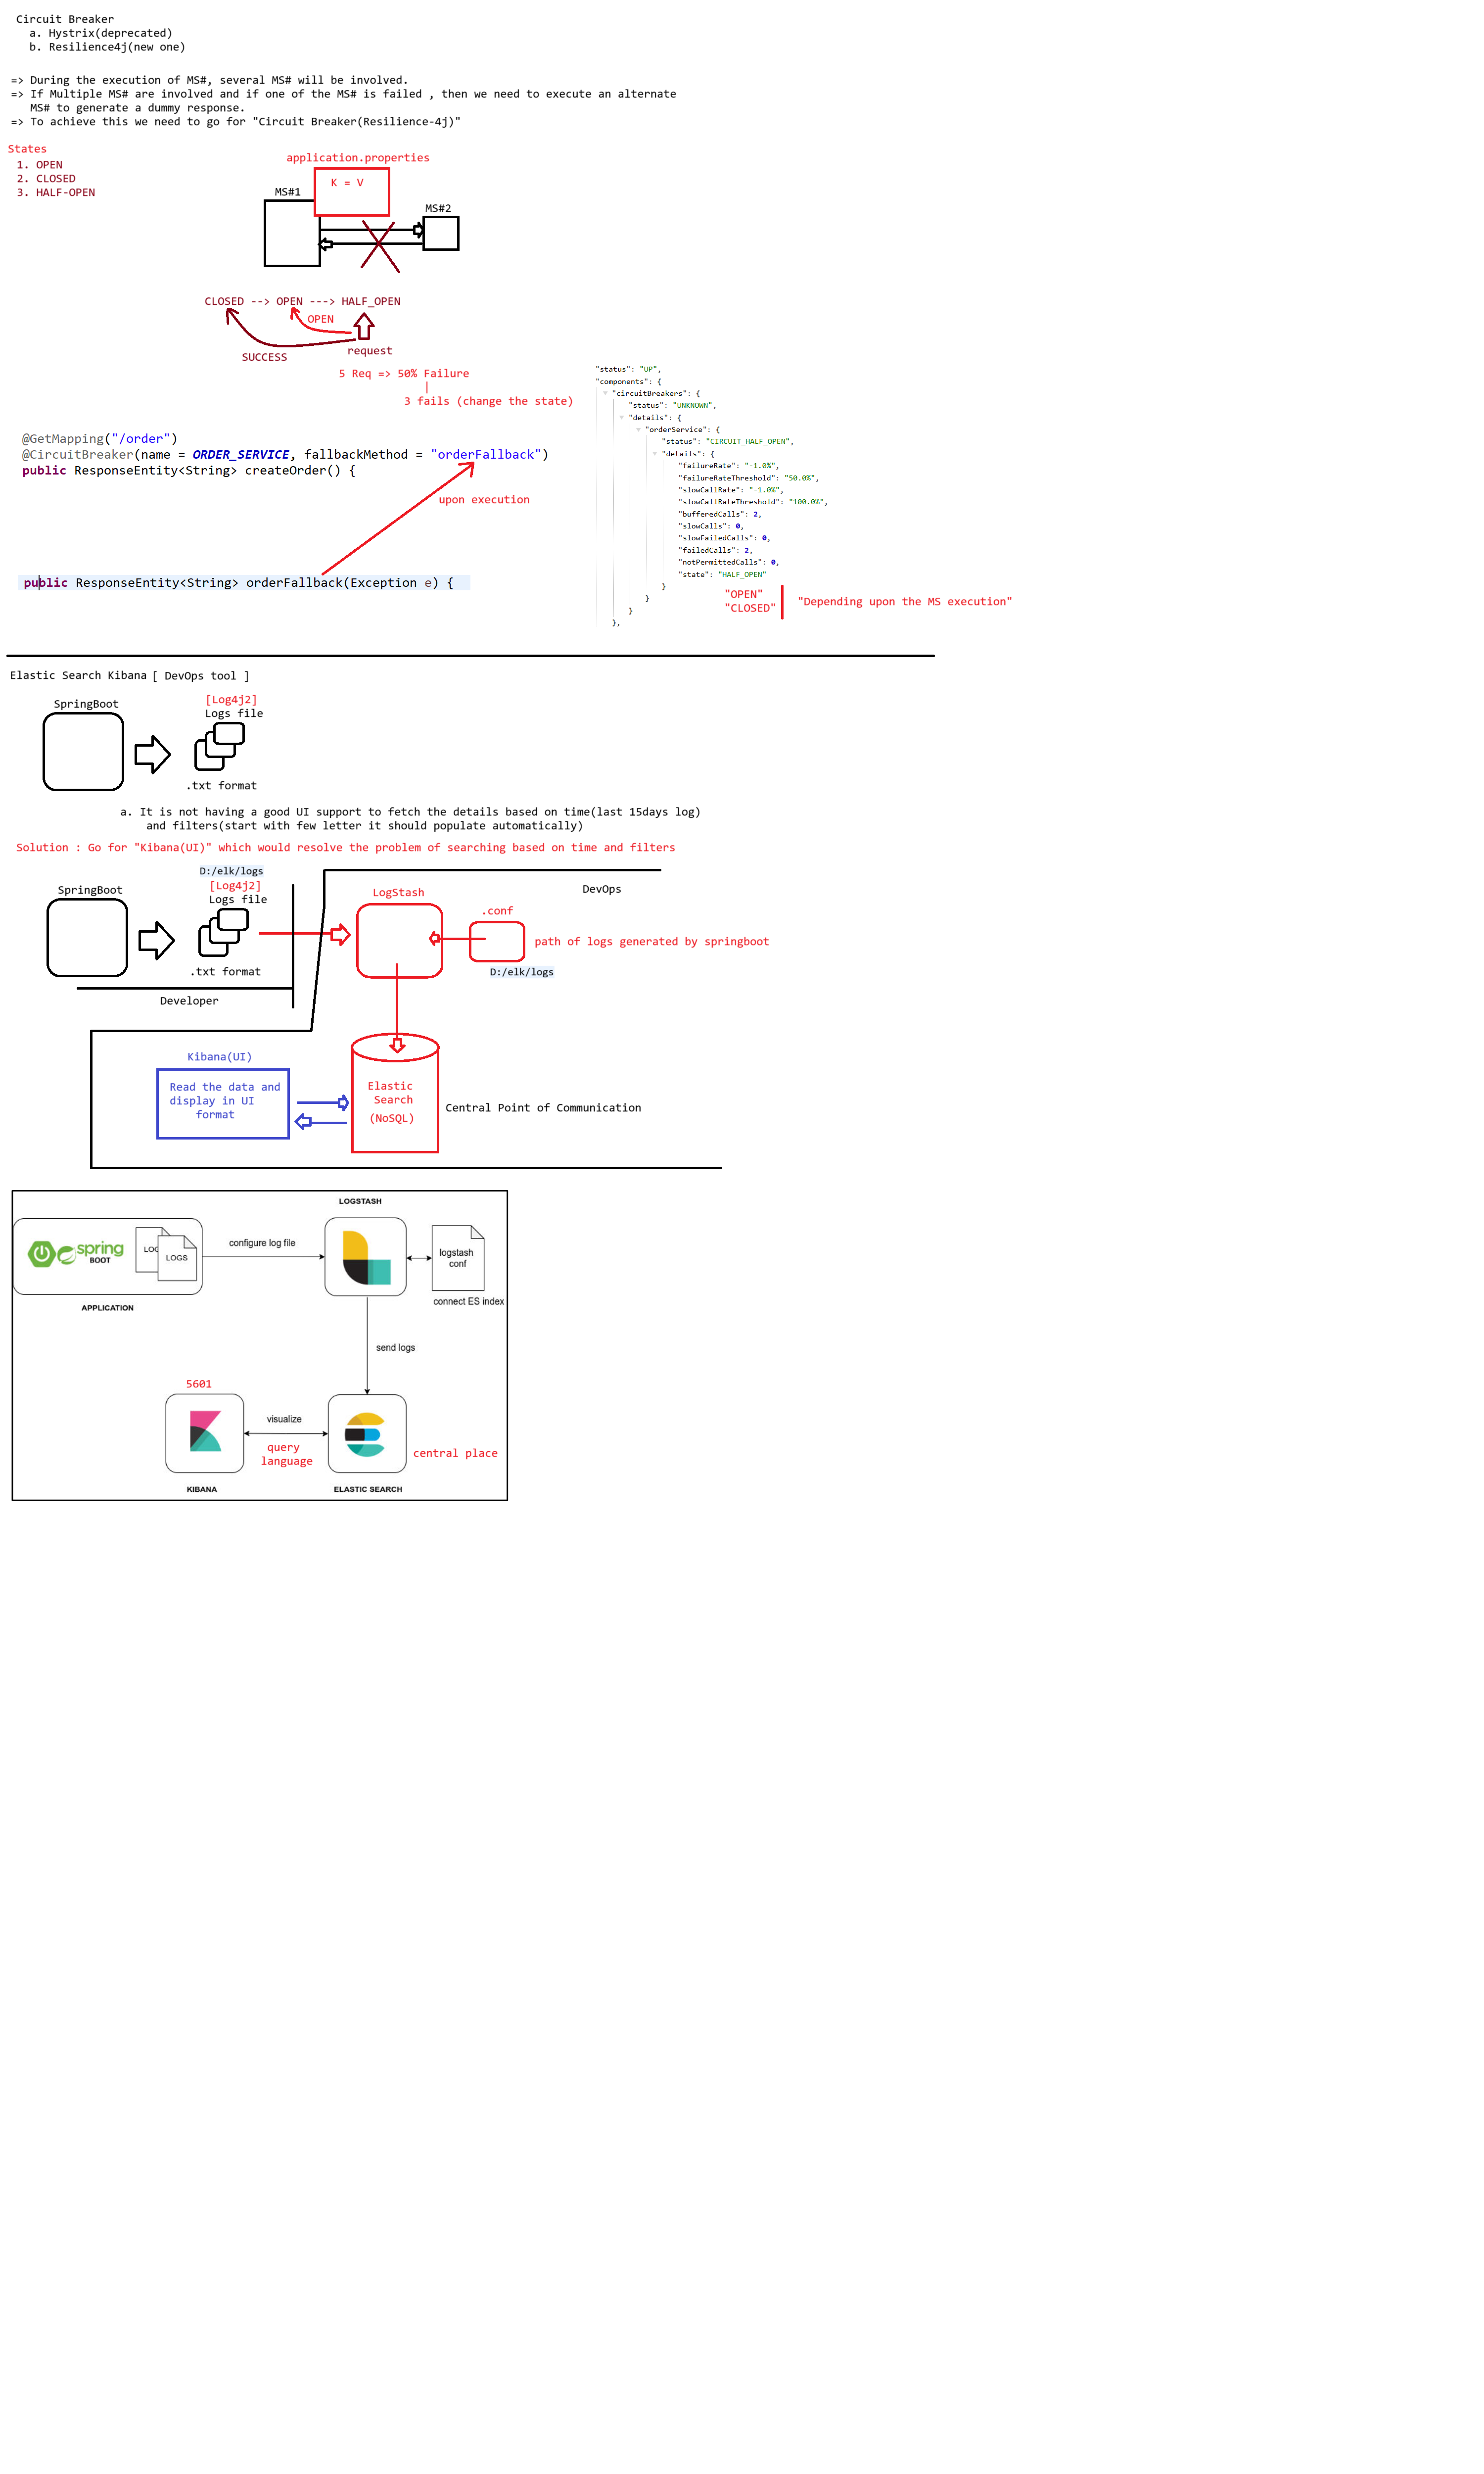 Circuit Breaker
a. Hystrix(deprecated)
b. Resilience4j(new one)
=> During the execution of MS#, several MS# will be involved.
=> If Multiple MS# are involved and if one of the MS# is failed , then we need to execute an alternate
MS# to generate a dummy response.
=> To achieve this we need to go for "Circuit Breaker(Resilience-4j)"
States
1. OPEN
2. CLOSED
3. HALF-OPEN
application.properties
K = V
MS#1
MS#2
CLOSED --> OPEN ---> HALF_OPEN
OPEN
SUCCESS
request
5 Req => 50% Failure
|
3 fails (change the state)
@GetMapping("/order")
@CircuitBreaker(name = ORDER_SERVICE, fallbackMethod = "orderFallback")
public ResponseEntity<String> createOrder() {
upon execution
public ResponseEntity<String> orderFallback(Exception e) {
"status": "UP",
"components": {
"circuitBreakers": {
"status": "UNKNOWN",
"details": {
"orderService": {
"status": "CIRCUIT_HALF_OPEN",
"details": {
"failureRate": "-1.0%",
"failureRateThreshold": "50.0%",
"slowCallRate": "-1.0%",
"slowCallRateThreshold": "100.0%",
"bufferedCalls": 2,
"slowCalls": 0,
"slowFailedCalls": 0,
"failedCalls": 2,
"notPermittedCalls": 0,
"state": "HALF_OPEN"
}
}
}
},
"OPEN"
"CLOSED"
"Depending upon the MS execution"
Elastic Search Kibana [ DevOps tool ]
SpringBoot
[Log4j2]
Logs file
.txt format
a. It is not having a good UI support to fetch the details based on time(last 15days log)
and filters(start with few letter it should populate automatically)
Solution : Go for "Kibana(UI)" which would resolve the problem of searching based on time and filters
D:/elk/logs
[Log4j2]
Logs file
SpringBoot
.txt format
Developer
LogStash
DevOps
.conf
path of logs generated by springboot
D:/elk/logs
Kibana(UI)
Read the data and
display in UI
format
Elastic
Search
(NoSQL)
Central Point of Communication
LOGSTASH
spring
BOOT
LOG
LOGS
configure log file
logstash
conf
APPLICATION
connect ES index
send logs
5601
visualize
query
language
central place
KIBANA
ELASTIC SEARCH